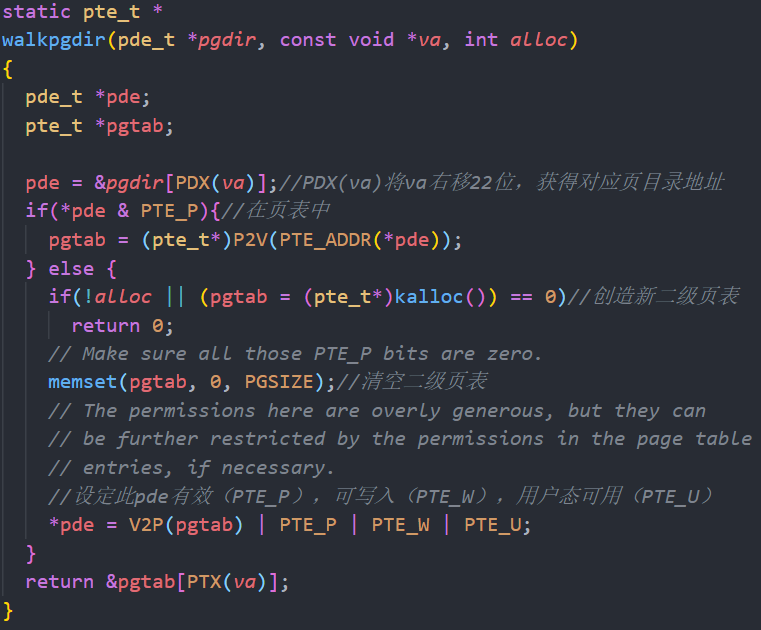 static pte_t *
walkpgdir(pde_t *pgdir, const void *va, int alloc)
{
  pde_t *pde;
  pte_t *pgtab;

  pde = &pgdir[PDX(va)];//PDX(va)将va右移22位，获得对应页目录地址
  if(*pde & PTE_P){//在页表中
    pgtab = (pte_t*)P2V(PTE_ADDR(*pde));
  } else {
    if(!alloc || (pgtab = (pte_t*)kalloc()) == 0)//创造新二级页表
      return 0;
    // Make sure all those PTE_P bits are zero.
    memset(pgtab, 0, PGSIZE);//清空二级页表
    // The permissions here are overly generous, but they can
    // be further restricted by the permissions in the page table
    // entries, if necessary.
    //设定此pde有效（PTE_P），可写入（PTE_W），用户态可用（PTE_U）
    *pde = V2P(pgtab) | PTE_P | PTE_W | PTE_U;
  }
  return &pgtab[PTX(va)];
}